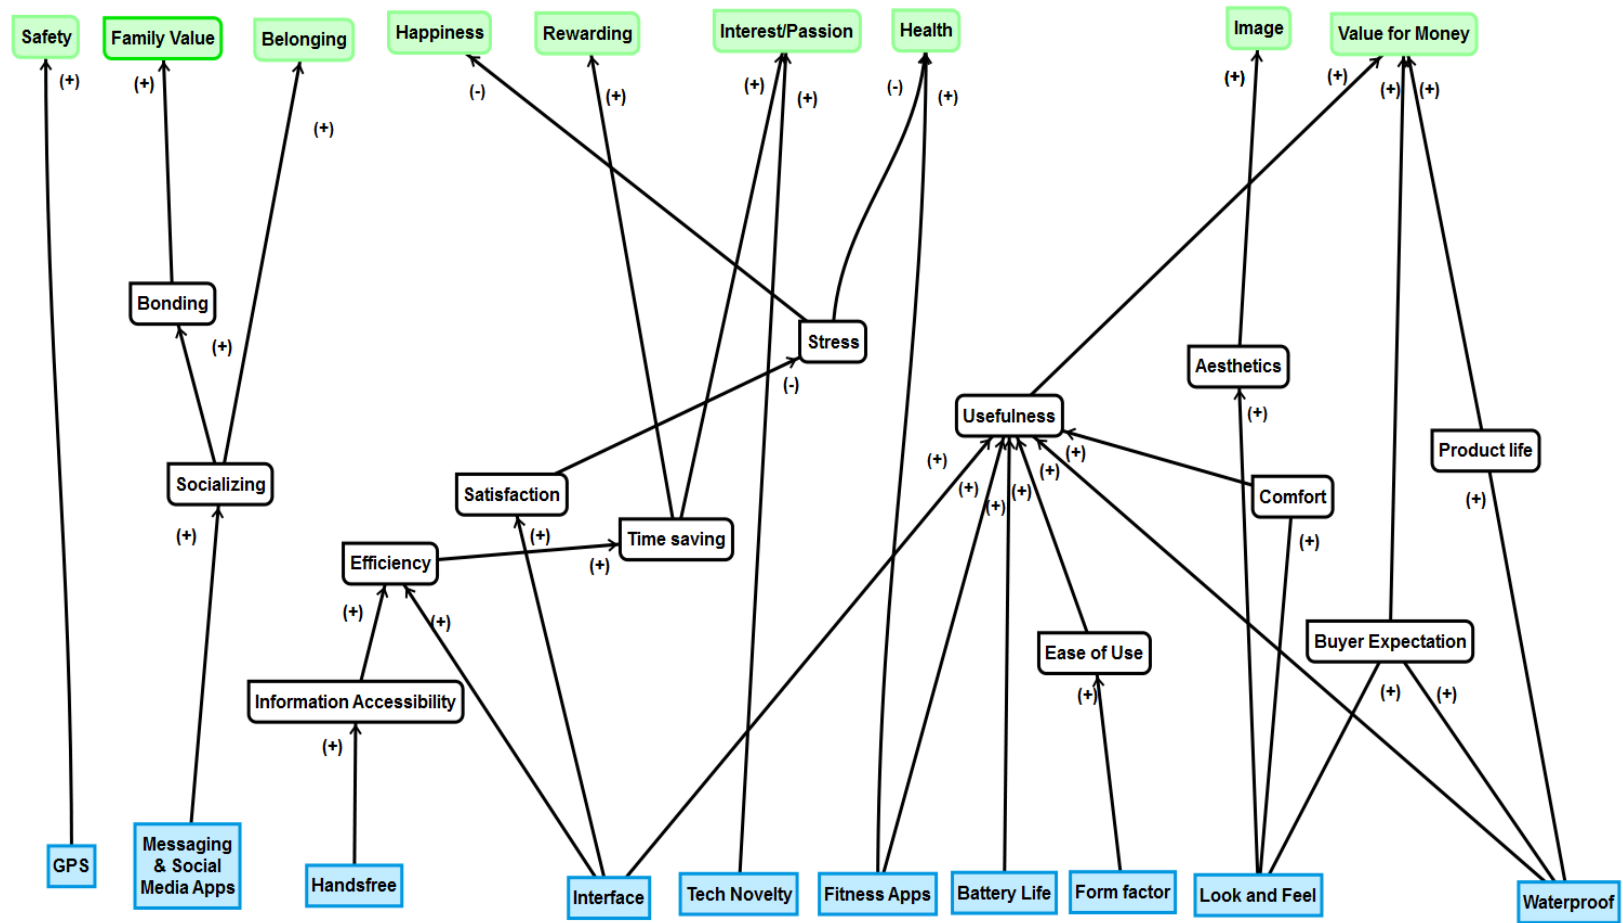 Safety
Family Value
Belonging
Happiness
Rewarding
Interest/Passion
Health
Image
Value for Money
(+)
(+)
(+)
(-)
(+)
(+)
(+)
(-)
(+)
(+)
(+)
(+)
(+)
Bonding
(+)
Stress
(-)
Aesthetics
(+)
Usefulness
(+)
(+)
(+)
(+)
(+)
(+)
Product life
(+)
Socializing
(+)
Satisfaction
(+)
Comfort
(+)
Time saving
(+)
Efficiency
(+)
(+)
Ease of Use
(+)
Buyer Expectation
(+)
(+)
Information Accessibility
(+)
GPS
Messaging
& Social
Media Apps
Handsfree
Interface
Tech Novelty
Fitness Apps
Battery Life
Form factor
Look and Feel
Waterproof